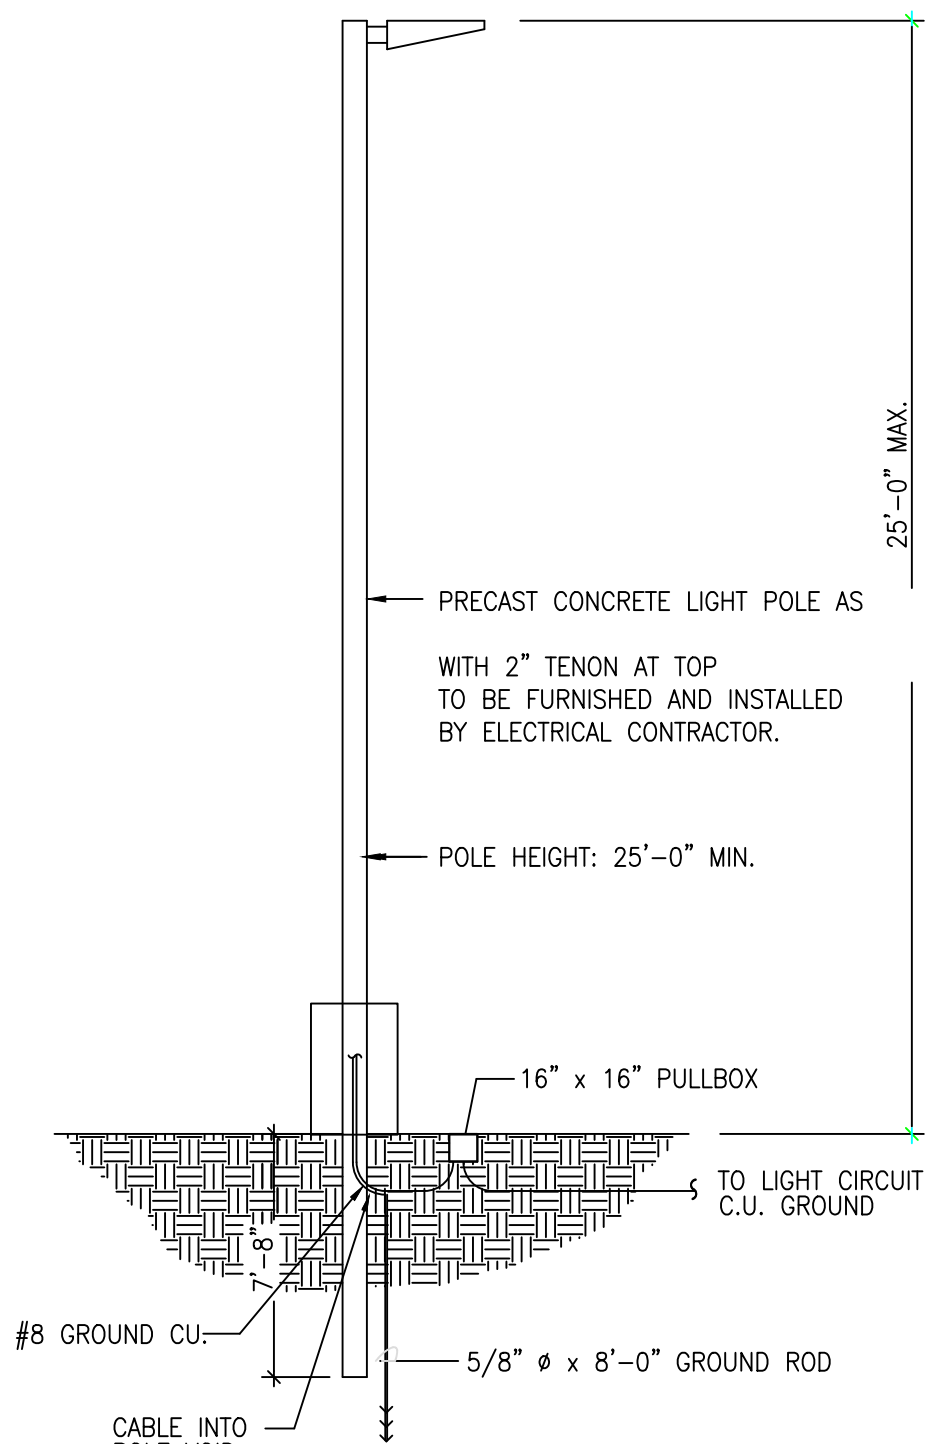 25'-0" MAX.
PRECAST CONCRETE LIGHT POLE AS
WITH 2" TENON AT TOP
TO BE FURNISHED AND INSTALLED
BY ELECTRICAL CONTRACTOR.
POLE HEIGHT: 25'-0" MIN.
16" x 16" PULLBOX
TO LIGHT CIRCUIT
C.U. GROUND
7'-8"
#8 GROUND CU.
5/8" ø x 8'-0" GROUND ROD
CABLE INTO